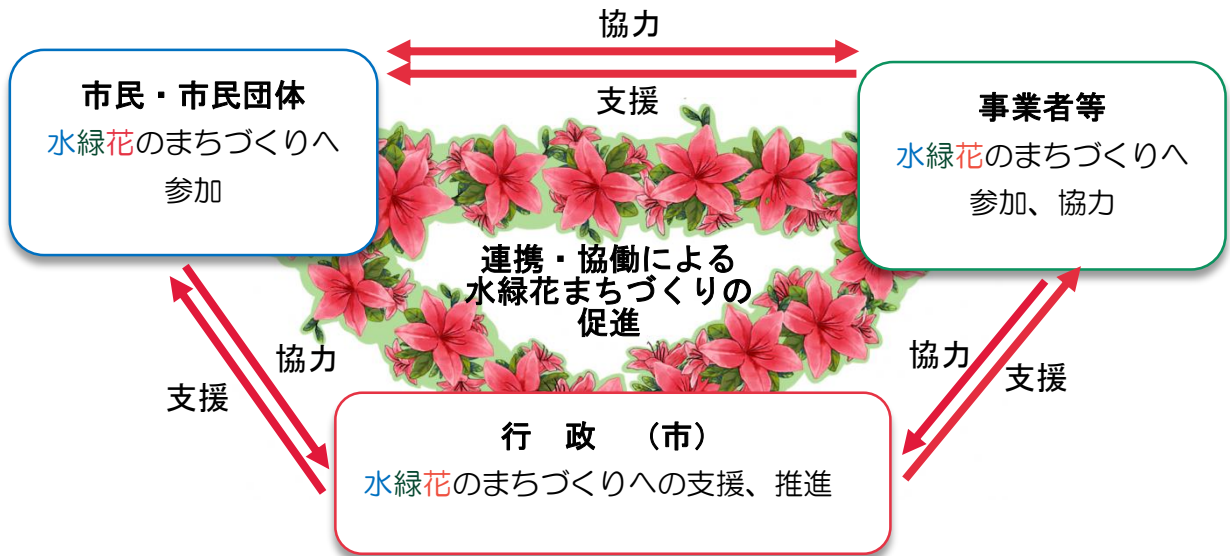 協力
支援
市民・市民団体
水緑花のまちづくりへ
参加
事業者等
水緑花のまちづくりへ
参加、協力
連携・協働による
水緑花まちづくりの
促進
協力
支援
協力
支援
行　政　（市）
水緑花のまちづくりへの支援、推進